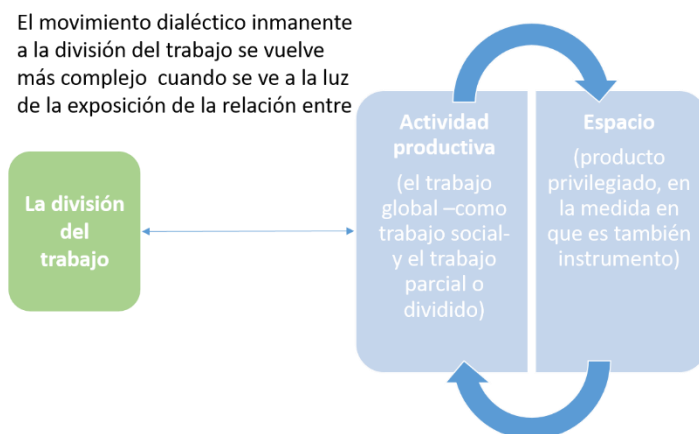 El movimiento dialéctico inmanente
a la división del trabajo se vuelve
más complejo cuando se ve a la luz
de la exposición de la relación entre
La división
del
trabajo
Actividad
productiva
(el trabajo
global –como
trabajo social-
y el trabajo
parcial o
dividido)
Espacio
(producto
privilegiado, en
la medida en
que es también
instrumento)